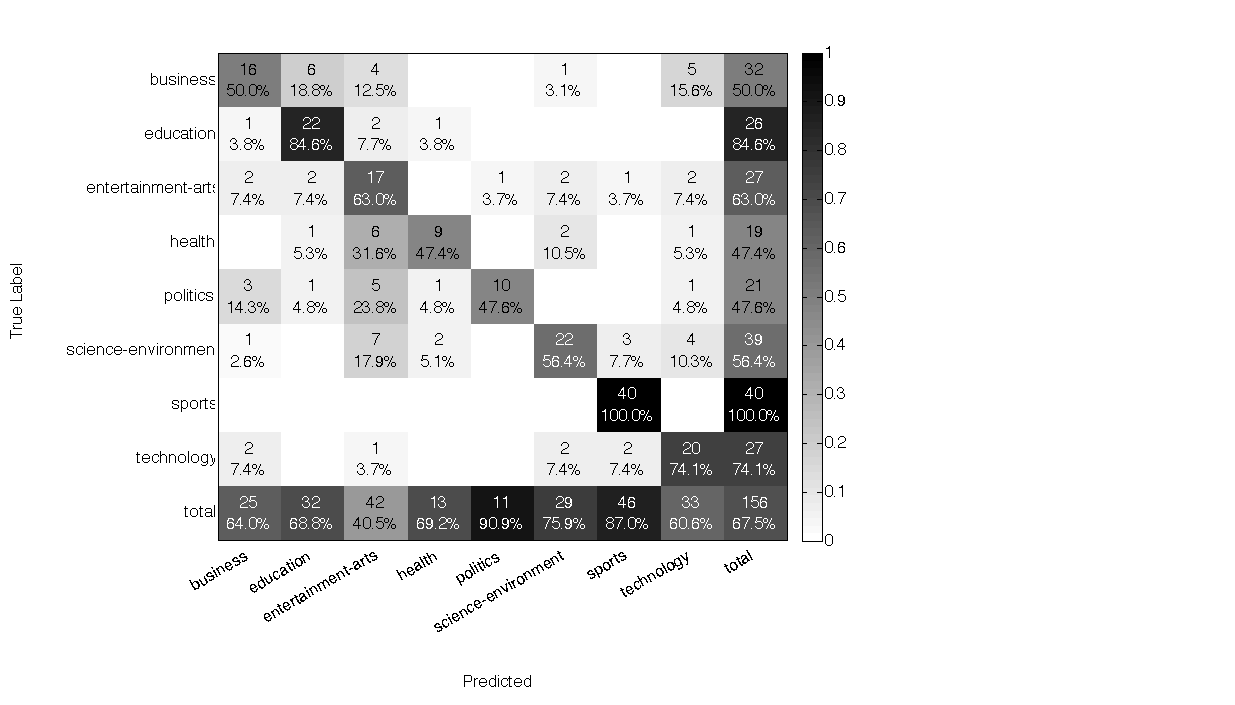 business 16 6 4 1 5 32 1
50.0% 18.8% 12.5% 3.1% 15.6% 50.0% 0.9
education 1 22 2 1 26
3.8% 84.6% 7.7% 3.8% 84.6% 0.8
entertainment-arts 2 2 17 1 2 1 2 27
7.4% 7.4% 63.0% 3.7% 7.4% 3.7% 7.4% 63.0% 0.7
health 1 6 9 2 1 19 0.6
5.3% 31.6% 47.4% 10.5% 5.3% 47.4%
politics 3 1 5 1 10 1 21 0.5
14.3% 4.8% 23.8% 4.8% 47.6% 4.8% 47.6%
science-environmen 1 7 2 22 3 4 39 0.4
2.6% 17.9% 5.1% 56.4% 7.7% 10.3% 56.4%
sports 40 40 0.3
100.0% 100.0%
technology 2 1 2 2 20 27 0.2
7.4% 3.7% 7.4% 7.4% 74.1% 74.1%
total 25 32 42 13 11 29 46 33 156 0.1
64.0% 68.8% 40.5% 69.2% 90.9% 75.9% 87.0% 60.6% 67.5% 0
business education entertainment-arts health politics science-environment sports technology total
True Label
Predicted